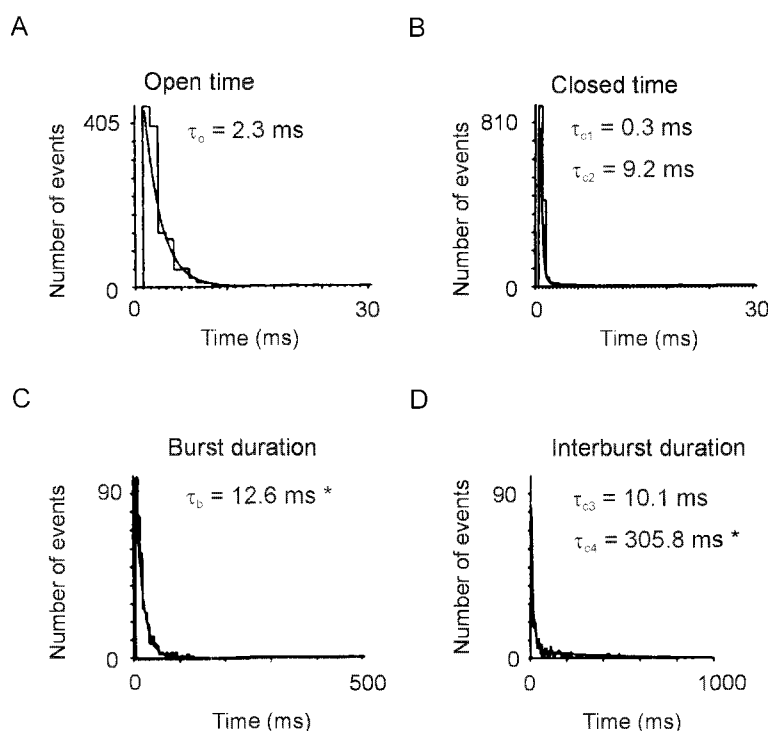 A
Open time
405
τo = 2.3 ms
Number of events
0
0
30
Time (ms)
B
Closed time
810
τc1 = 0.3 ms
τc2 = 9.2 ms
Number of events
0
0
30
Time (ms)
C
Burst duration
90
τb = 12.6 ms *
Number of events
0
0
500
Time (ms)
D
Interburst duration
90
τc3 = 10.1 ms
τc4 = 305.8 ms *
Number of events
0
0
1000
Time (ms)